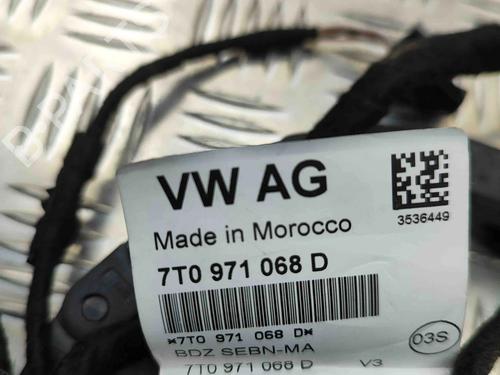 VW AG
3536449
Made in Morocco
7T0 971 068 D
*7T0 971 068 D*
03S
BDZ SEBN-MA
7T0 971 068 D V3